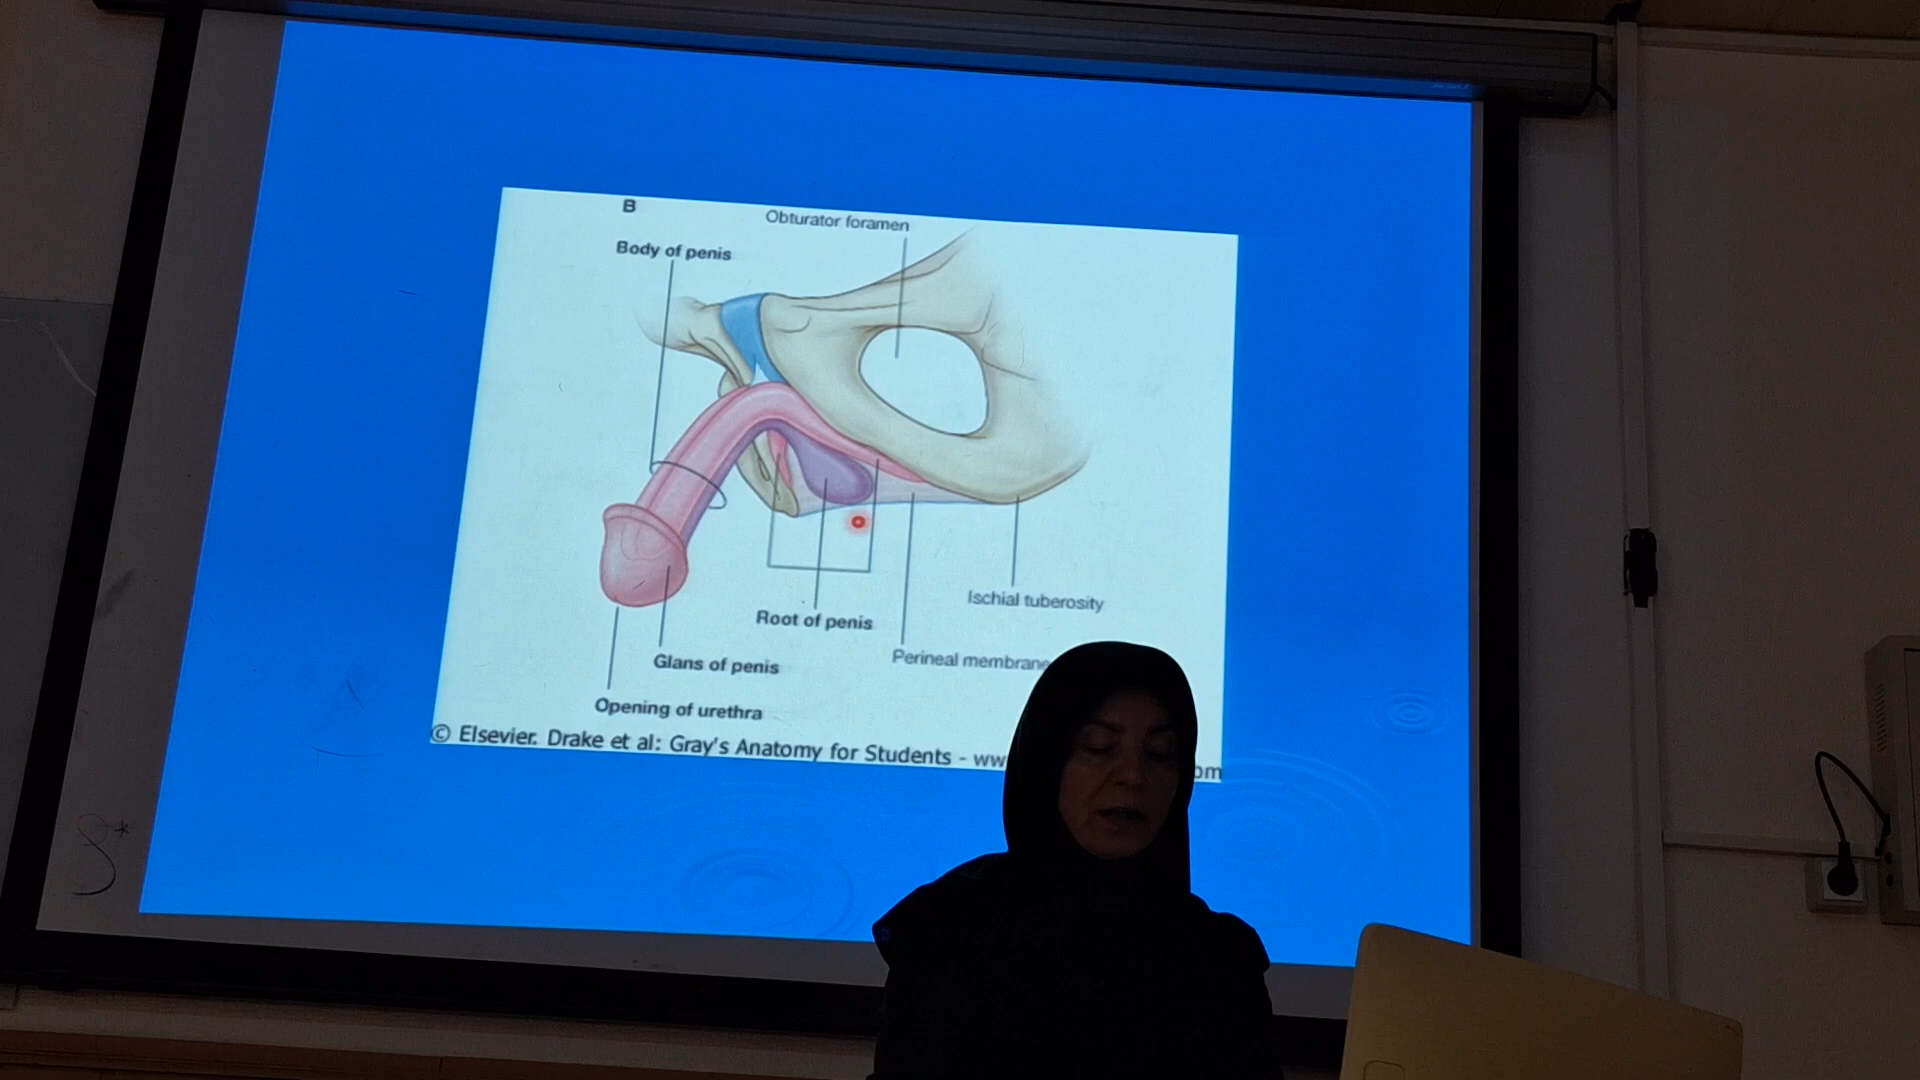 B
Obturator foramen
Body of penis
Ischial tuberosity
Root of penis
Perineal membrane
Glans of penis
Opening of urethra
© Elsevier. Drake et al: Gray's Anatomy for Students - ww
om